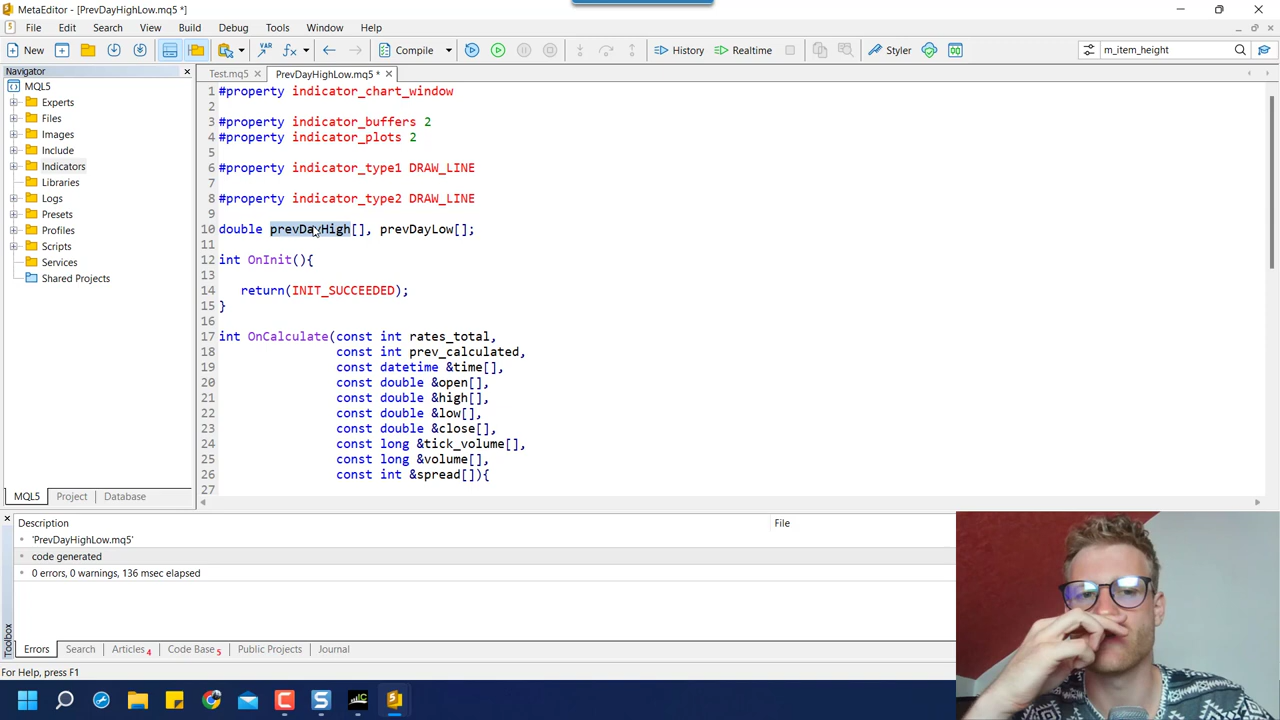 MetaEditor - [PrevDayHighLow.mq5 *]
File Edit Search View Build Debug Tools Window Help
New Compile History Realtime Styler m_item_height
Navigator
Test.mq5 PrevDayHighLow.mq5 *
MQL5
Experts
Files
Images
Include
Indicators
Libraries
Logs
Presets
Profiles
Scripts
Services
Shared Projects
MQL5 Project Database
1 #property indicator_chart_window
2
3 #property indicator_buffers 2
4 #property indicator_plots 2
5
6 #property indicator_type1 DRAW_LINE
7
8 #property indicator_type2 DRAW_LINE
9
10 double prevDayHigh[], prevDayLow[];
11
12 int OnInit(){
13
14 return(INIT_SUCCEEDED);
15 }
16
17 int OnCalculate(const int rates_total,
18 const int prev_calculated,
19 const datetime &time[],
20 const double &open[],
21 const double &high[],
22 const double &low[],
23 const double &close[],
24 const long &tick_volume[],
25 const long &volume[],
26 const int &spread[]){
27
Description File
'PrevDayHighLow.mq5'
code generated
0 errors, 0 warnings, 136 msec elapsed
Toolbox
Errors Search Articles 4 Code Base 5 Public Projects Journal
For Help, press F1